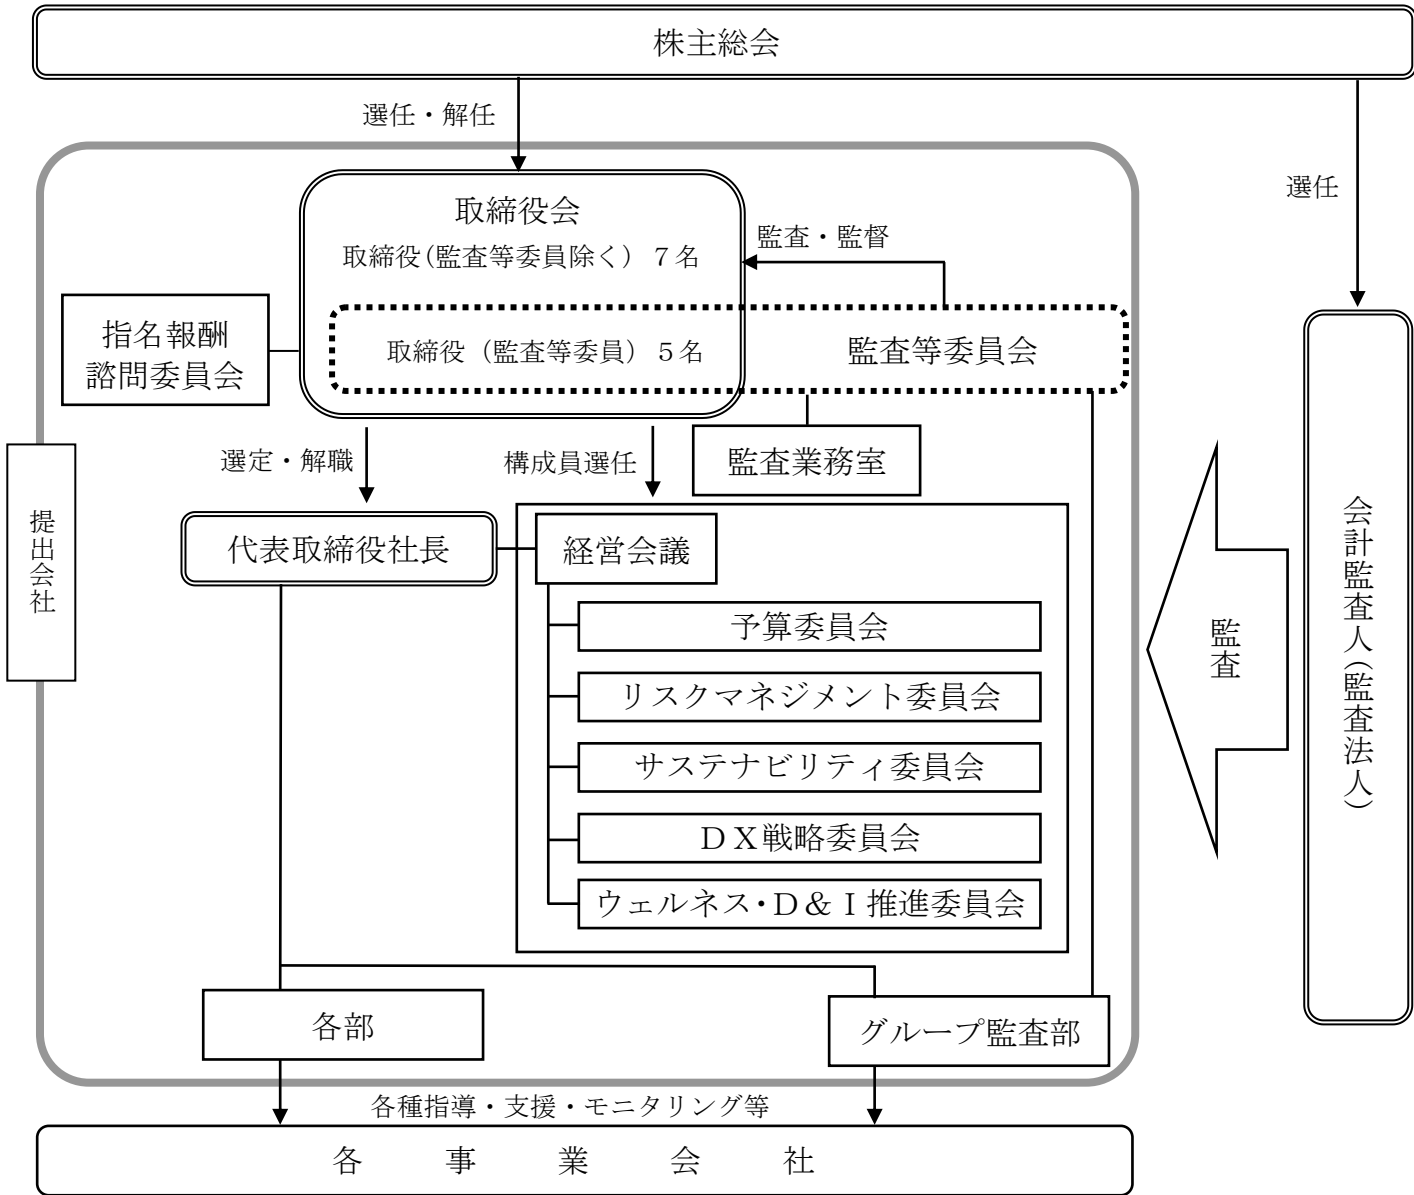 株主総会
選任・解任
選任
取締役会
監査・監督
取締役(監査等委員除く) 7名
指名報酬
諮問委員会
取締役（監査等委員）５名
監査等委員会
選定・解職
構成員選任
監査業務室
提出会社
代表取締役社長
経営会議
会計監査人(監査法人)
予算委員会
監査
リスクマネジメント委員会
サステナビリティ委員会
ＤＸ戦略委員会
ウェルネス・Ｄ＆Ｉ推進委員会
各部
グループ監査部
各種指導・支援・モニタリング等
各　事　業　会　社